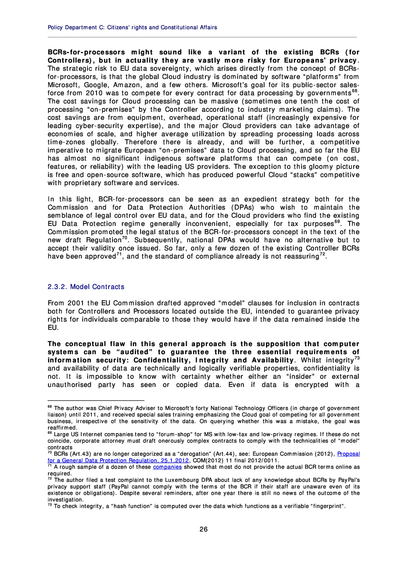 Policy Department C: Citizens' rights and Constitutional Affairs
BCRs-for-processors might sound like a variant of the existing BCRs (for
Controllers), but in actuality they are vastly more risky for Europeans' privacy.
The strategic risk to EU data sovereignty, which arises directly from the concept of BCRs-
for-processors, is that the global Cloud industry is dominated by software "platforms" from
Microsoft, Google, Amazon, and a few others. Microsoft's goal for its public-sector sales-
force from 2010 was to compete for every contract for data processing by governments68.
The cost savings for Cloud processing can be massive (sometimes one tenth the cost of
processing "on-premises" by the Controller according to industry marketing claims). The
cost savings are from equipment, overhead, operational staff (increasingly expensive for
leading cyber-security expertise), and the major Cloud providers can take advantage of
economies of scale, and higher average utilization by spreading processing loads across
time-zones globally. Therefore there is already, and will be further, a competitive
imperative to migrate European "on-premises" data to Cloud processing, and so far the EU
has almost no significant indigenous software platforms that can compete (on cost,
features, or reliability) with the leading US providers. The exception to this gloomy picture
is free and open-source software, which has produced powerful Cloud "stacks" competitive
with proprietary software and services.
In this light, BCR-for-processors can be seen as an expedient strategy both for the
Commission and for Data Protection Authorities (DPAs) who wish to maintain the
semblance of legal control over EU data, and for the Cloud providers who find the existing
EU Data Protection regime generally inconvenient, especially for tax purposes69. The
Commission promoted the legal status of the BCR-for-processors concept in the text of the
new draft Regulation70. Subsequently, national DPAs would have no alternative but to
accept their validity once issued. So far, only a few dozen of the existing Controller BCRs
have been approved71, and the standard of compliance already is not reassuring72.
2.3.2. Model Contracts
From 2001 the EU Commission drafted approved "model" clauses for inclusion in contracts
both for Controllers and Processors located outside the EU, intended to guarantee privacy
rights for individuals comparable to those they would have if the data remained inside the
EU.
The conceptual flaw in this general approach is the supposition that computer
systems can be "audited" to guarantee the three essential requirements of
information security: Confidentiality, Integrity and Availability. Whilst integrity73
and availability of data are technically and logically verifiable properties, confidentiality is
not. It is impossible to know with certainty whether either an "insider" or external
unauthorised party has seen or copied data. Even if data is encrypted with a
68 The author was Chief Privacy Adviser to Microsoft's forty National Technology Officers (in charge of government
liaison) until 2011, and received special sales training emphasizing the Cloud goal of competing for all government
business, irrespective of the sensitivity of the data. On querying whether this was a mistake, the goal was
reaffirmed.
69 Large US Internet companies tend to "forum-shop" for MS with low-tax and low-privacy regimes. If these do not
coincide, corporate attorney must draft onerously complex contracts to comply with the technicalities of "model"
contracts
70 BCRs (Art.43) are no longer categorized as a "derogation" (Art.44), see: European Commission (2012), Proposal
for a General Data Protection Regulation, 25.1.2012, COM(2012) 11 final 2012/0011.
71 A rough sample of a dozen of these companies showed that most do not provide the actual BCR terms online as
required.
72 The author filed a test complaint to the Luxembourg DPA about lack of any knowledge about BCRs by PayPal's
privacy support staff (PayPal cannot comply with the terms of the BCR if their staff are unaware even of its
existence or obligations). Despite several reminders, after one year there is still no news of the outcome of the
investigation.
73 To check integrity, a "hash function" is computed over the data which functions as a verifiable "fingerprint".
26